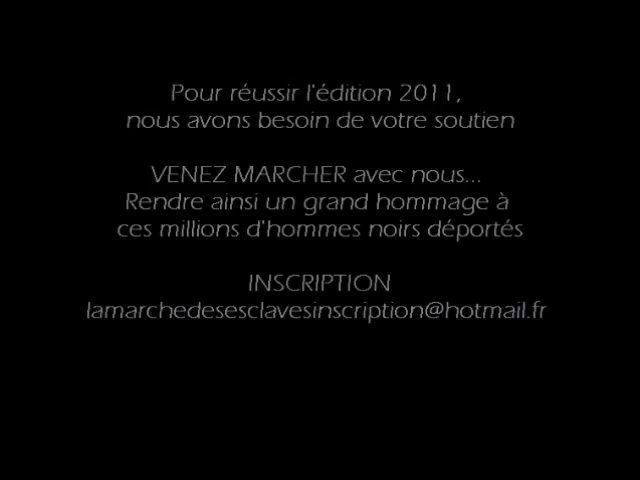 Pour réussir l'édition 2011,
nous avons besoin de votre soutien
VENEZ MARCHER avec nous...
Rendre ainsi un grand hommage à
ces millions d'hommes noirs déportés
INSCRIPTION
lamarchedesesclavesinscription@hotmail.fr